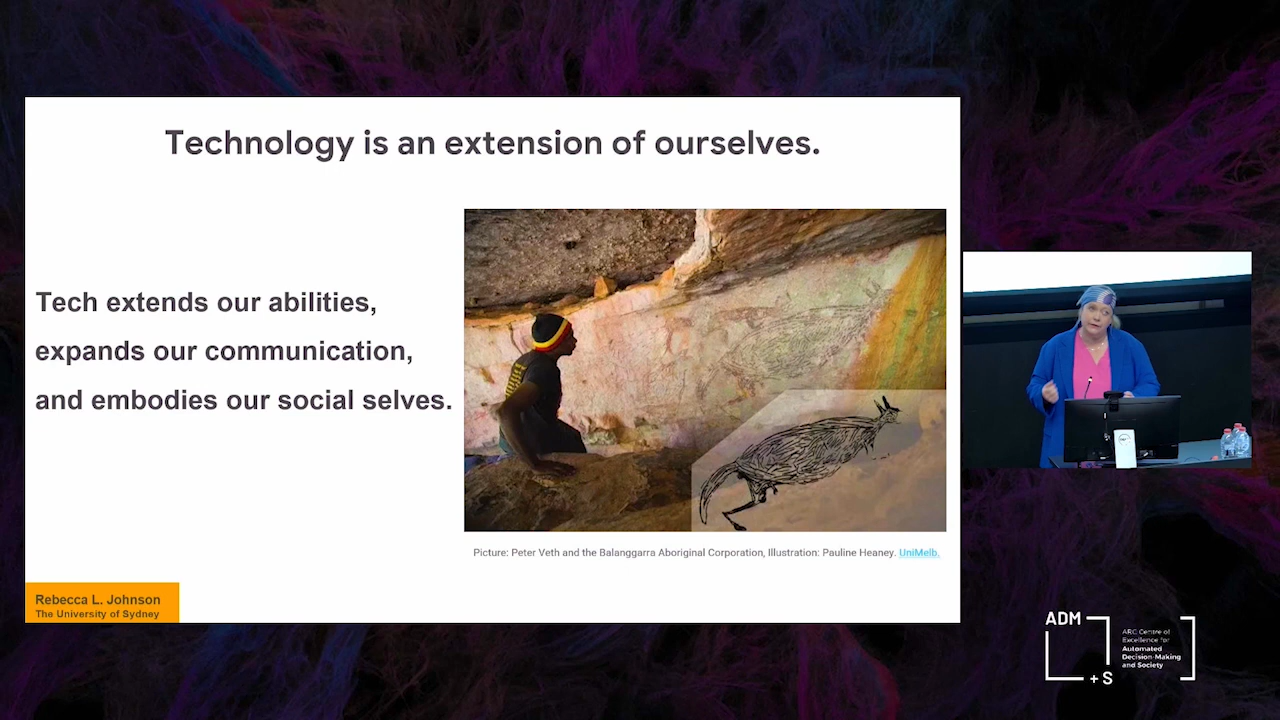 Technology is an extension of ourselves.
Tech extends our abilities,
expands our communication,
and embodies our social selves.
Picture: Peter Veth and the Balanggarra Aboriginal Corporation, Illustration: Pauline Heaney. UniMelb.
Rebecca L. Johnson
The University of Sydney
ADM
+ S
ARC Centre of
Excellence for
Automated
Decision-Making
and Society